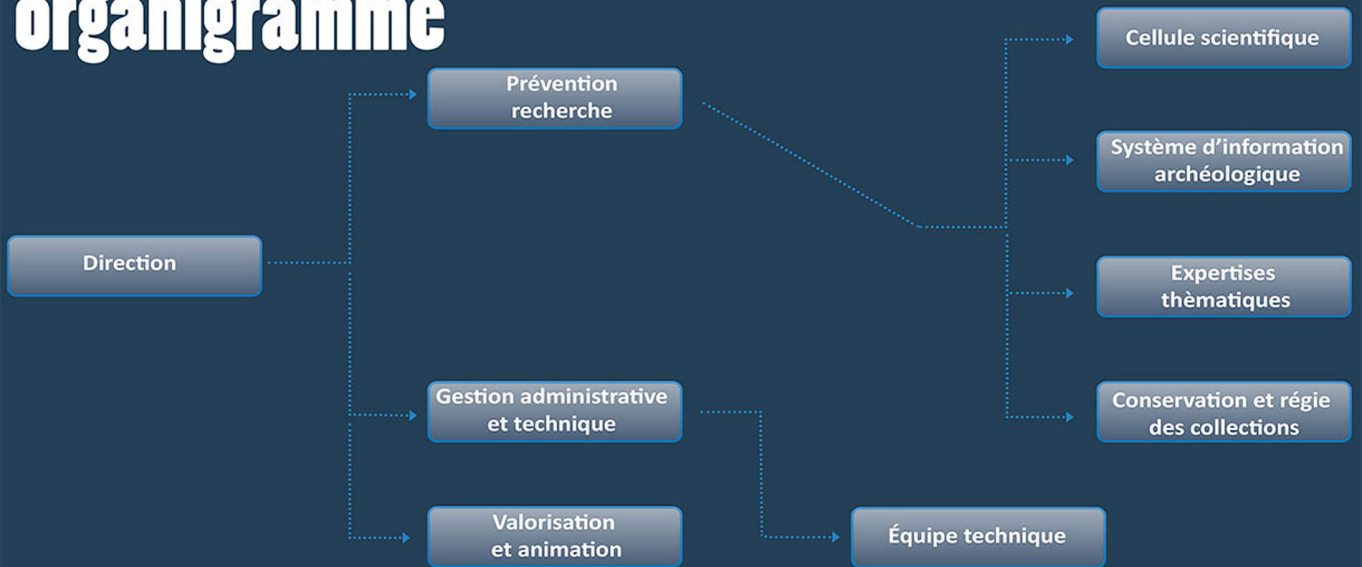 organigramme
Cellule scientifique
Prévention
recherche
Système d’information
archéologique
Direction
Expertises
thèmatiques
Gestion administrative
et technique
Conservation et régie
des collections
Valorisation
et animation
Équipe technique